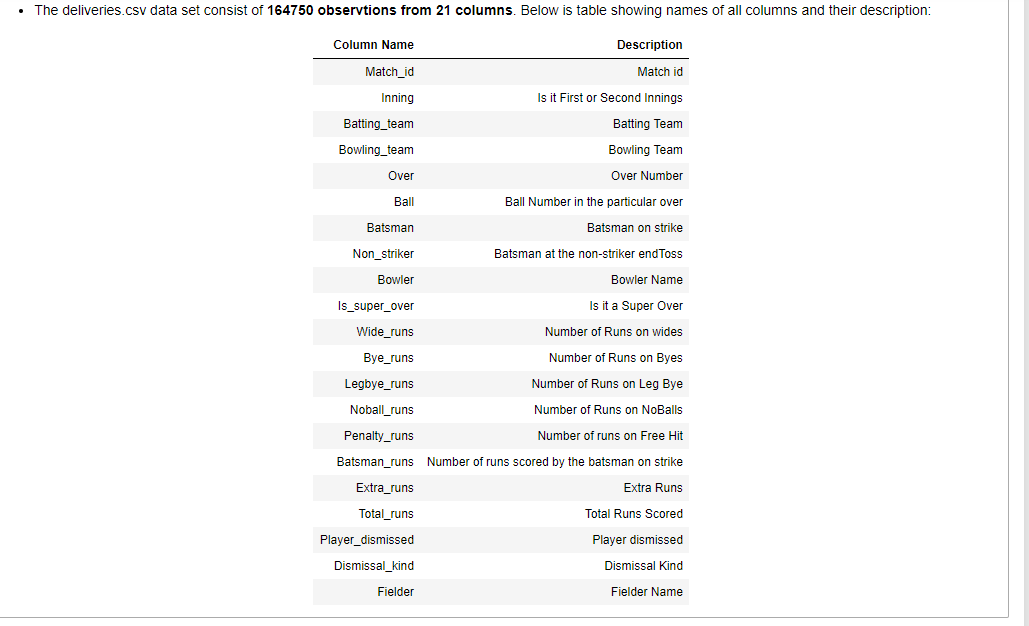 The deliveries.csv data set consist of 164750 observtions from 21 columns. Below is table showing names of all columns and their description:
Column Name Description
Match_id Match id
Inning Is it First or Second Innings
Batting_team Batting Team
Bowling_team Bowling Team
Over Over Number
Ball Ball Number in the particular over
Batsman Batsman on strike
Non_striker Batsman at the non-striker endToss
Bowler Bowler Name
Is_super_over Is it a Super Over
Wide_runs Number of Runs on wides
Bye_runs Number of Runs on Byes
Legbye_runs Number of Runs on Leg Bye
Noball_runs Number of Runs on NoBalls
Penalty_runs Number of runs on Free Hit
Batsman_runs Number of runs scored by the batsman on strike
Extra_runs Extra Runs
Total_runs Total Runs Scored
Player_dismissed Player dismissed
Dismissal_kind Dismissal Kind
Fielder Fielder Name